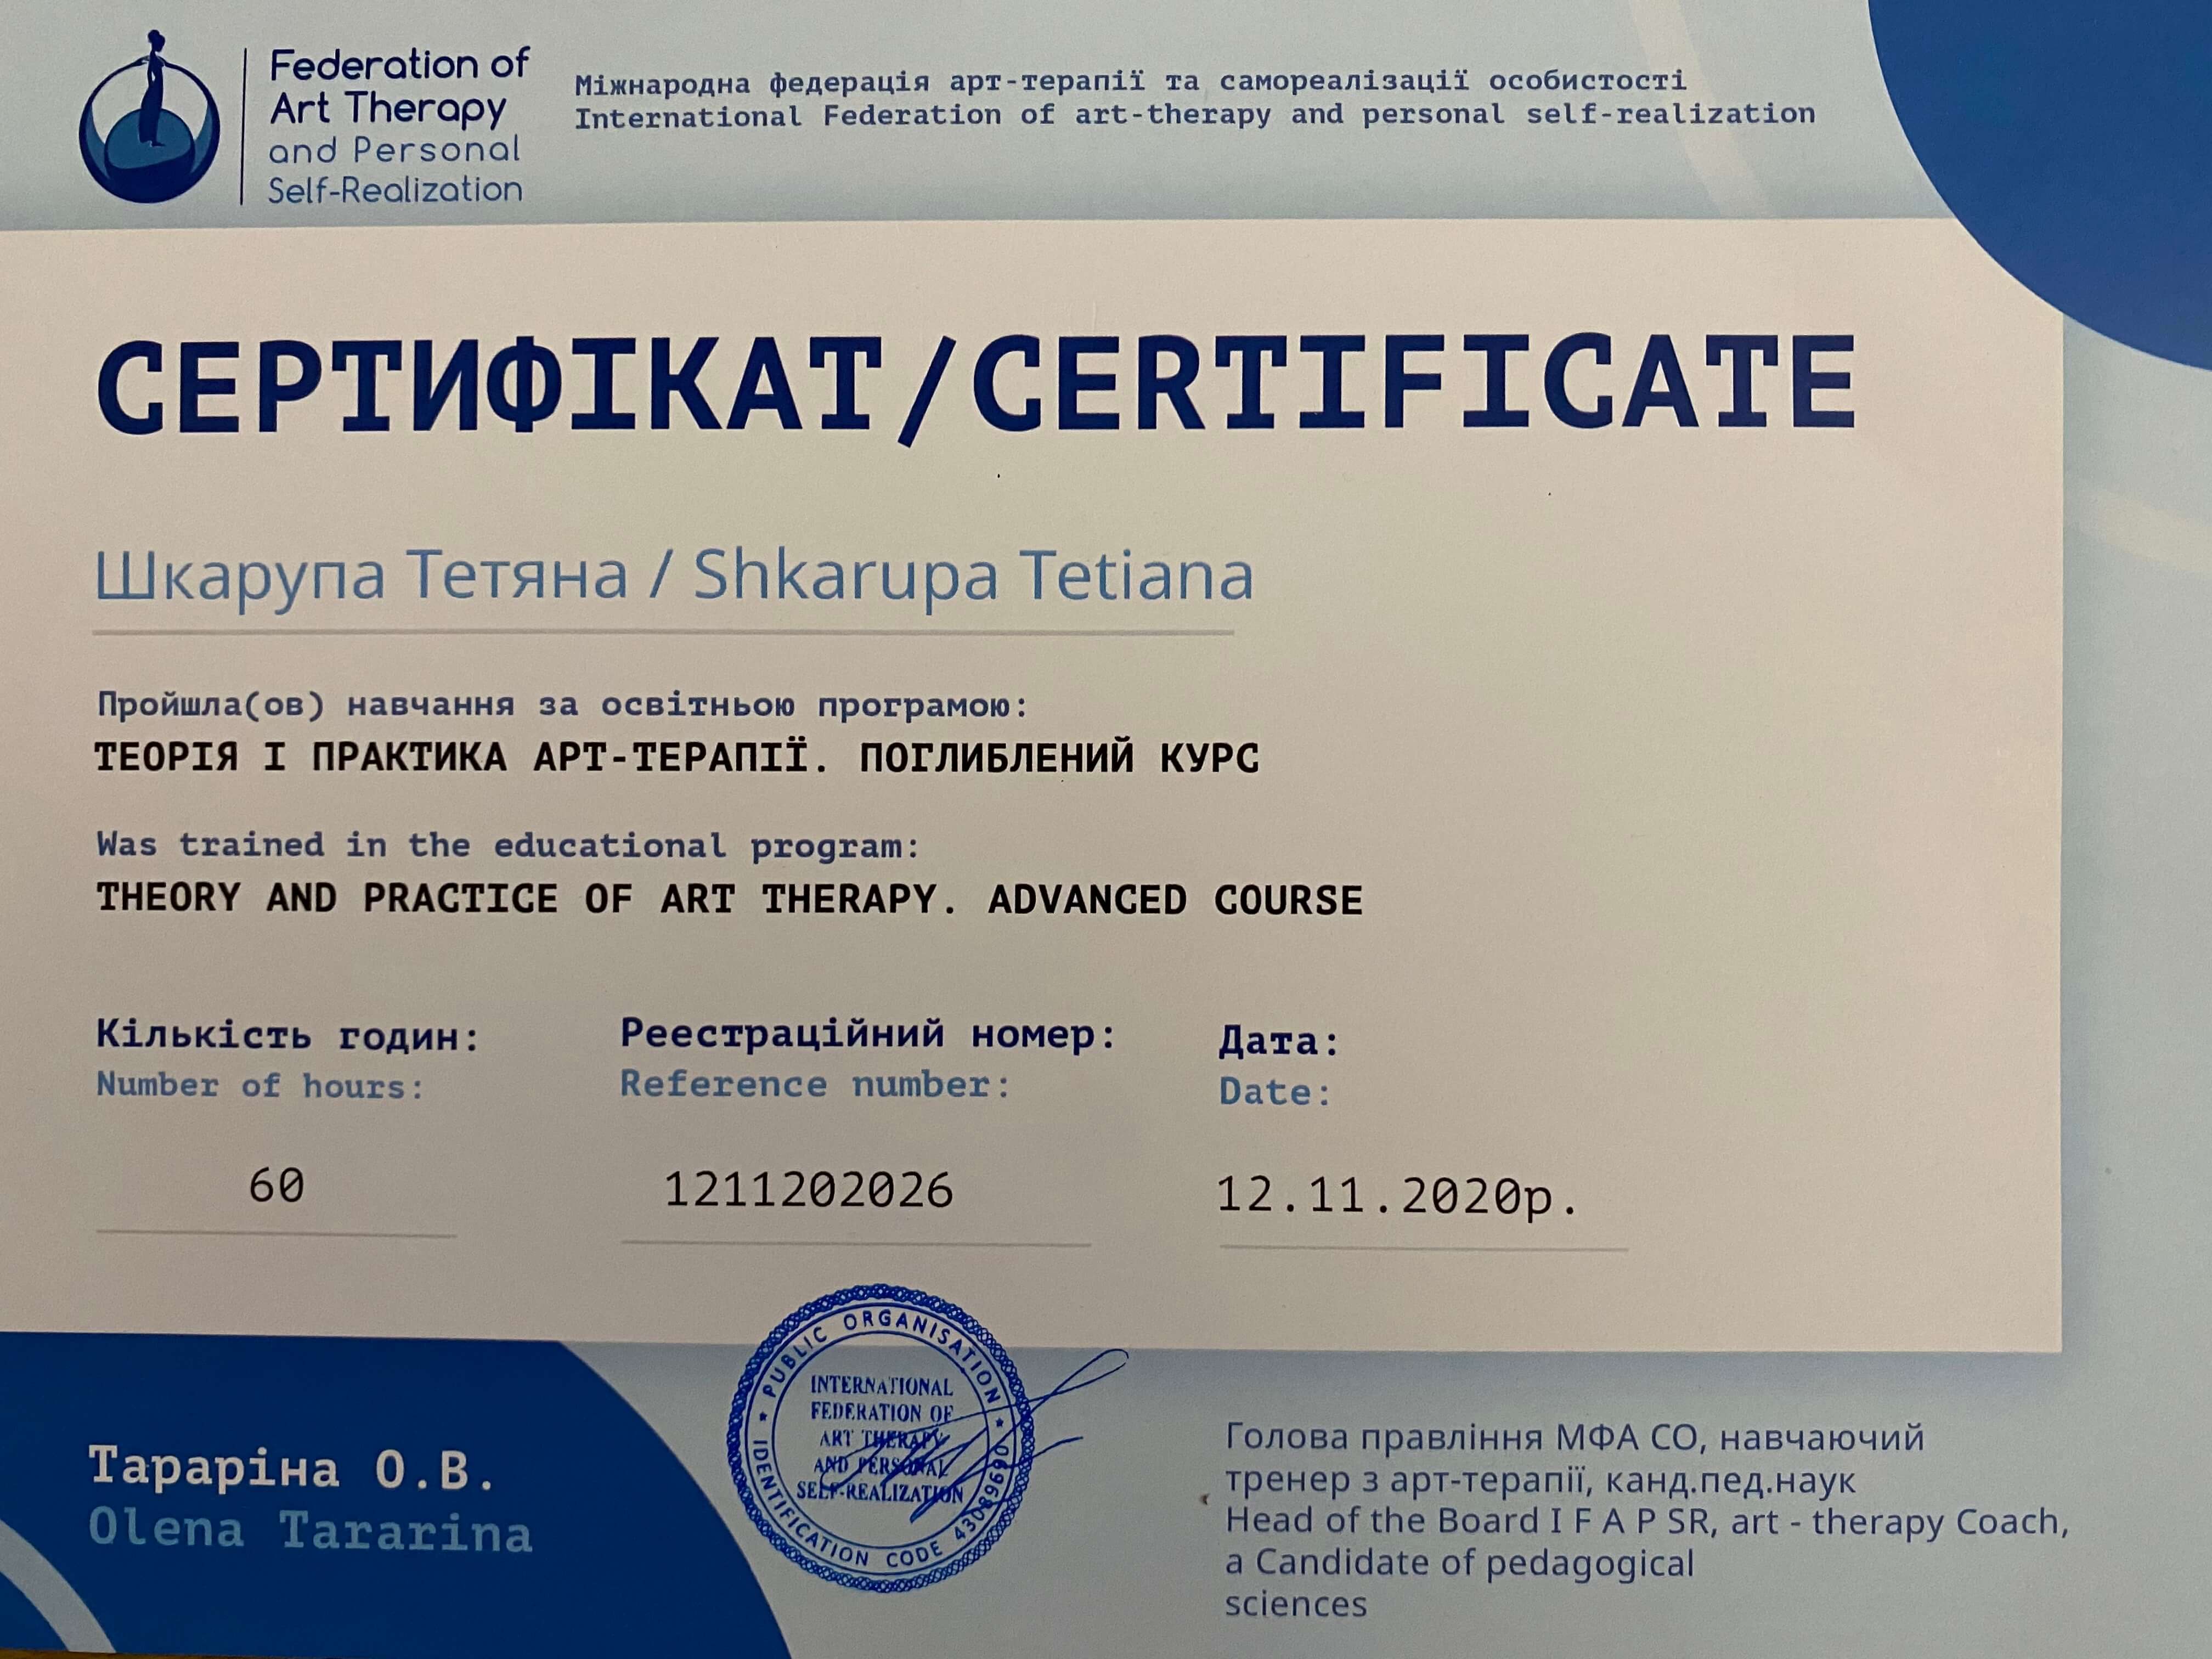 Federation of
Art Therapy
and Personal
Self-Realization
Міжнародна федерація арт-терапії та самореалізації особистості
International Federation of art-therapy and personal self-realization
СЕРТИФІКАТ/CERTIFICATE
Шкарупа Тетяна / Shkarupa Tetiana
Пройшла(ов) навчання за освітньою програмою:
ТЕОРІЯ І ПРАКТИКА АРТ-ТЕРАПІЇ. ПОГЛИБЛЕНИЙ КУРС
Was trained in the educational program:
THEORY AND PRACTICE OF ART THERAPY. ADVANCED COURSE
Кількість годин:
Number of hours:
60
Реєстраційний номер:
Reference number:
1211202026
Дата:
Date:
12.11.2020р.
Тараріна О.В.
Olena Tararina
PUBLIC ORGANISATION
INTERNATIONAL
FEDERATION OF
ART THERAPY
AND PERSONAL
SELF-REALIZATION
IDENTIFICATION CODE 43089690
Голова правління МФА СО, навчаючий
тренер з арт-терапії, канд.пед.наук
Head of the Board I F A P SR, art - therapy Coach,
a Candidate of pedagogical
sciences